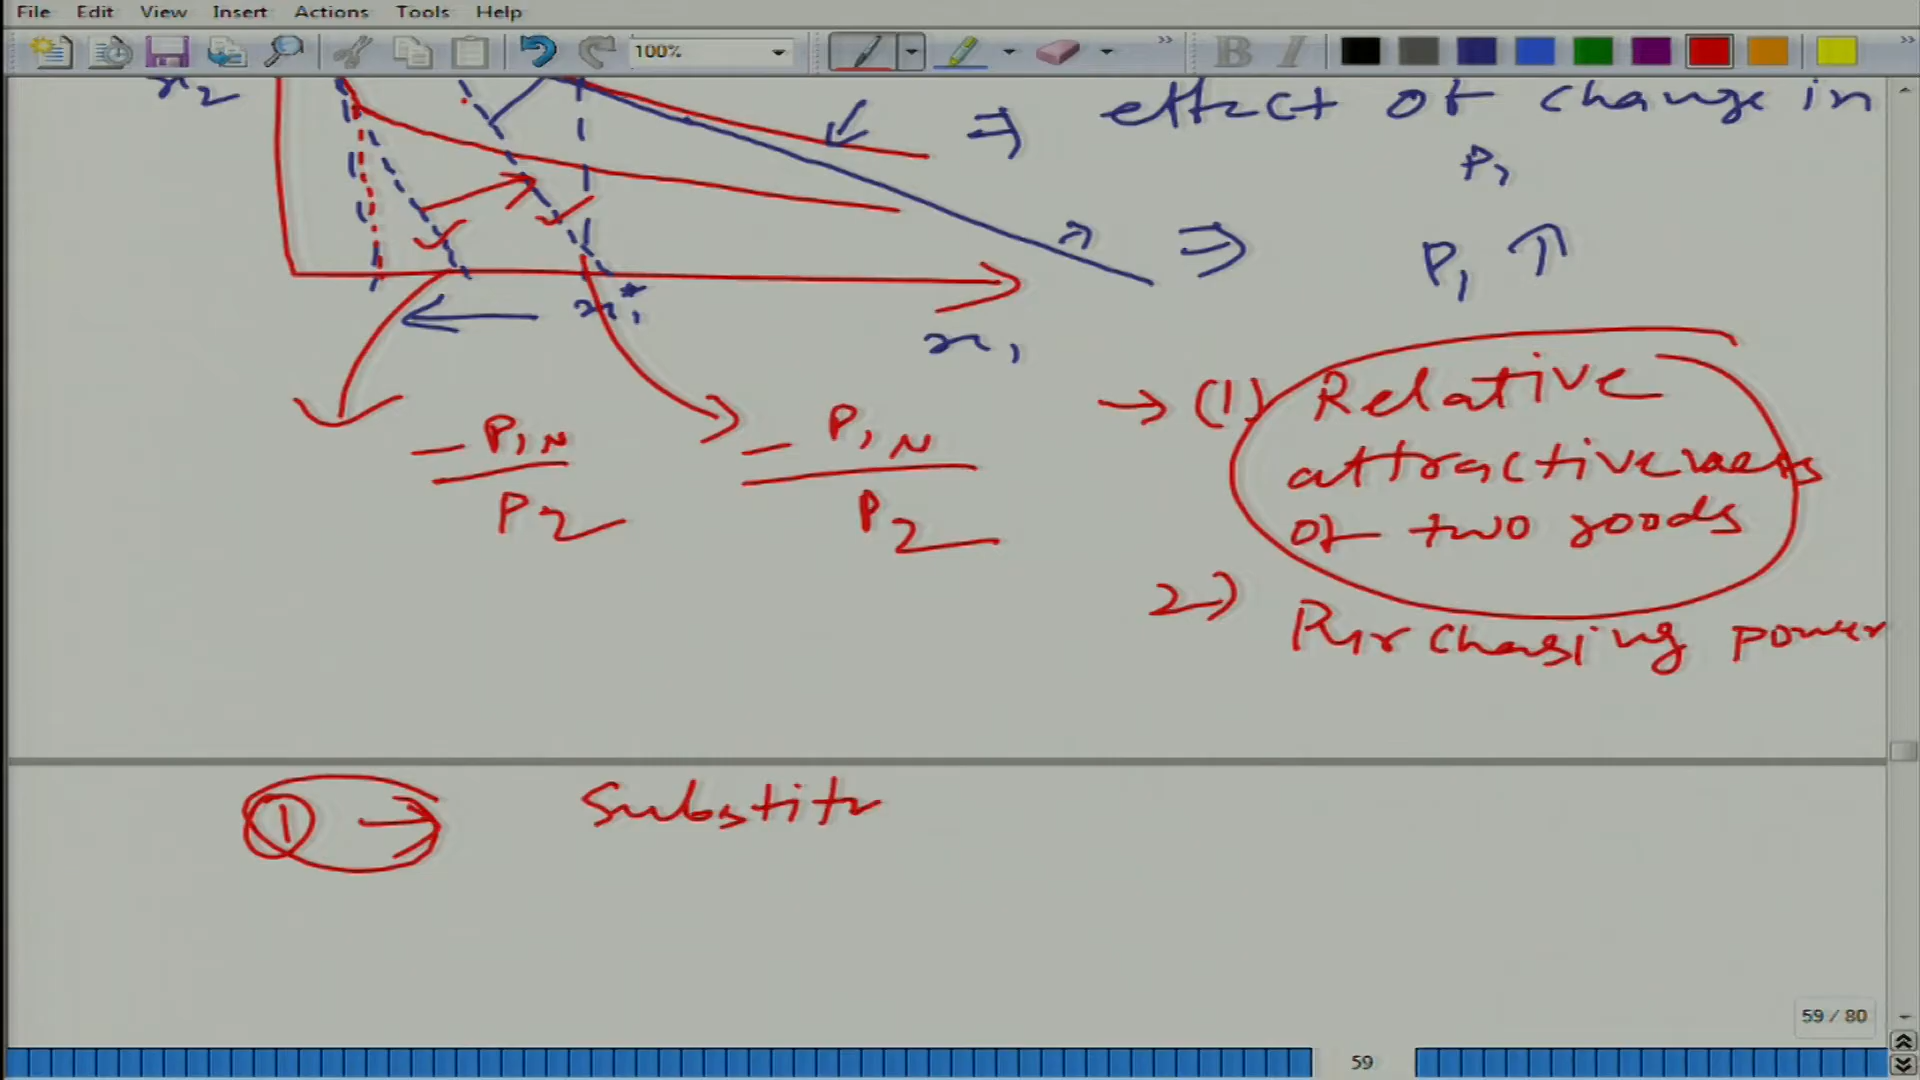 File Edit View Insert Actions Tools Help
100%
B I
x2
effect of change in
P1
⇒
⇒ P1 ↑
x1*
x1
-P1N / P2
-P1N / P2
→ (1) Relative
attractiveness
of two goods
2) Purchasing power
1 → Substitu
59 / 80
59